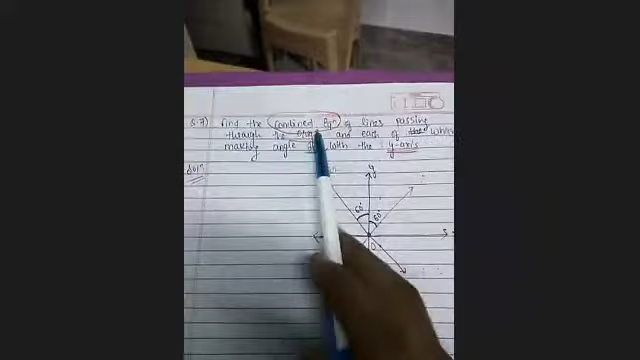 Q.7) Find the Combined Eqn of lines passing
through the and each of which
making angle with the y-axis
Soln
y
60° 60°
O